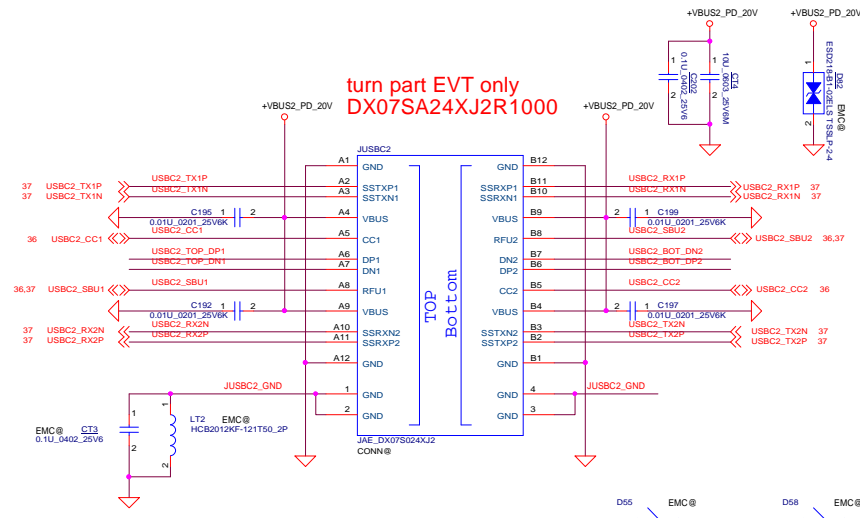 +VBUS2_PD_20V
+VBUS2_PD_20V
1
2
C202
0.1U_0402_25V6
1
2
CT4
10U_0603_25V6M
1
2
D82
EMC@
ESD218-B1-02ELS TSSLP-2-4
turn part EVT only
DX07SA24XJ2R1000
+VBUS2_PD_20V
+VBUS2_PD_20V
JUSBC2
A1 GND GND B12
37 USBC2_TX1P USBC2_TX1P A2 SSTXP1 SSRXP1 B11 USBC2_RX1P USBC2_RX1P 37
37 USBC2_TX1N USBC2_TX1N A3 SSTXN1 SSRXN1 B10 USBC2_RX1N USBC2_RX1N 37
C195 1 2 A4 VBUS VBUS B9 2 1 C199
0.01U_0201_25V6K 0.01U_0201_25V6K
36 USBC2_CC1 USBC2_CC1 A5 CC1 RFU2 B8 USBC2_SBU2 USBC2_SBU2 36,37
USBC2_TOP_DP1 A6 DP1 DN2 B7 USBC2_BOT_DN2
USBC2_TOP_DN1 A7 DN1 DP2 B6 USBC2_BOT_DP2
36,37 USBC2_SBU1 USBC2_SBU1 A8 RFU1 CC2 B5 USBC2_CC2 USBC2_CC2 36
C192 1 2 A9 VBUS VBUS B4 2 1 C197
0.01U_0201_25V6K 0.01U_0201_25V6K
37 USBC2_RX2N USBC2_RX2N A10 SSRXN2 SSTXN2 B3 USBC2_TX2N USBC2_TX2N 37
37 USBC2_RX2P USBC2_RX2P A11 SSRXP2 SSTXP2 B2 USBC2_TX2P USBC2_TX2P 37
A12 GND GND B1
TOP
Bottom
JUSBC2_GND 1 GND GND 4 JUSBC2_GND
2 GND GND 3
JAE_DX07S024XJ2
CONN@
EMC@ CT3
0.1U_0402_25V6
1
2
1
2
LT2 EMC@
HCB2012KF-121T50_2P
D55 EMC@
D58 EMC@